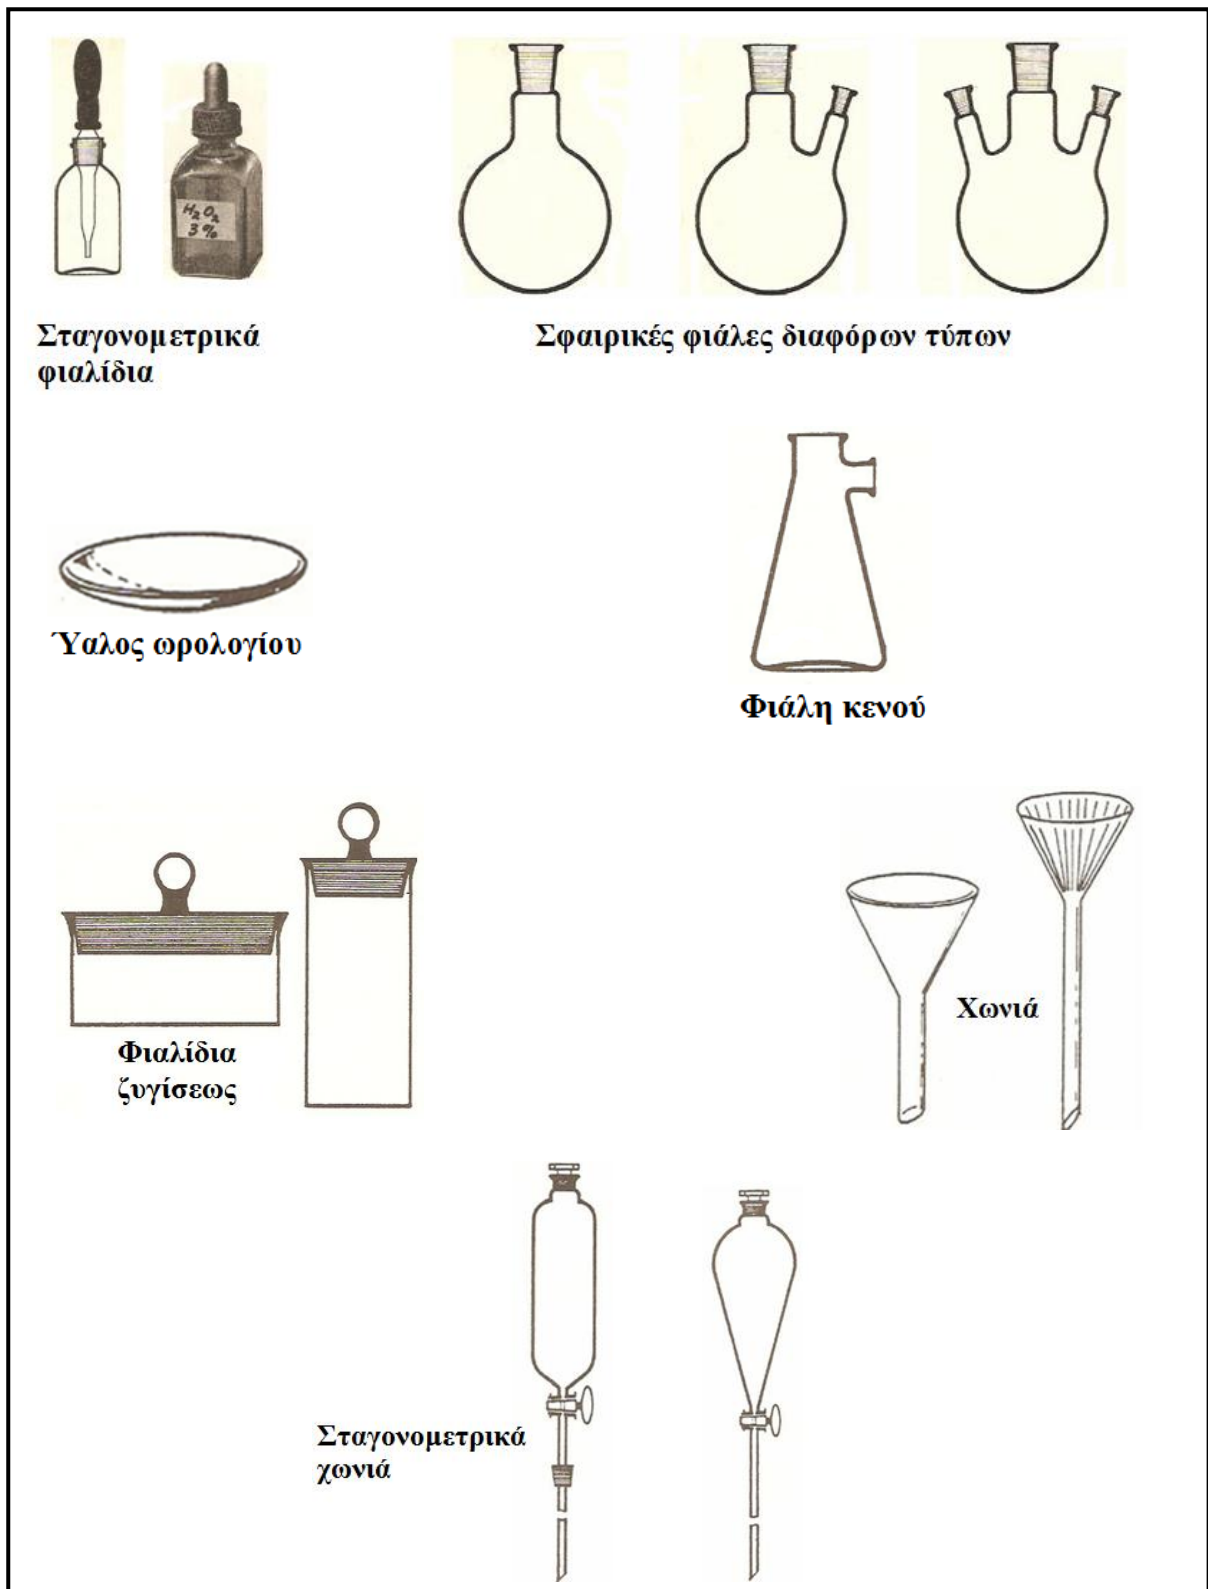 H₂O₂
3%
Σταγονομετρικά
φιαλίδια
Σφαιρικές φιάλες διαφόρων τύπων
Ύαλος ωρολογίου
Φιάλη κενού
Φιαλίδια
ζυγίσεως
Χωνιά
Σταγονομετρικά
χωνιά